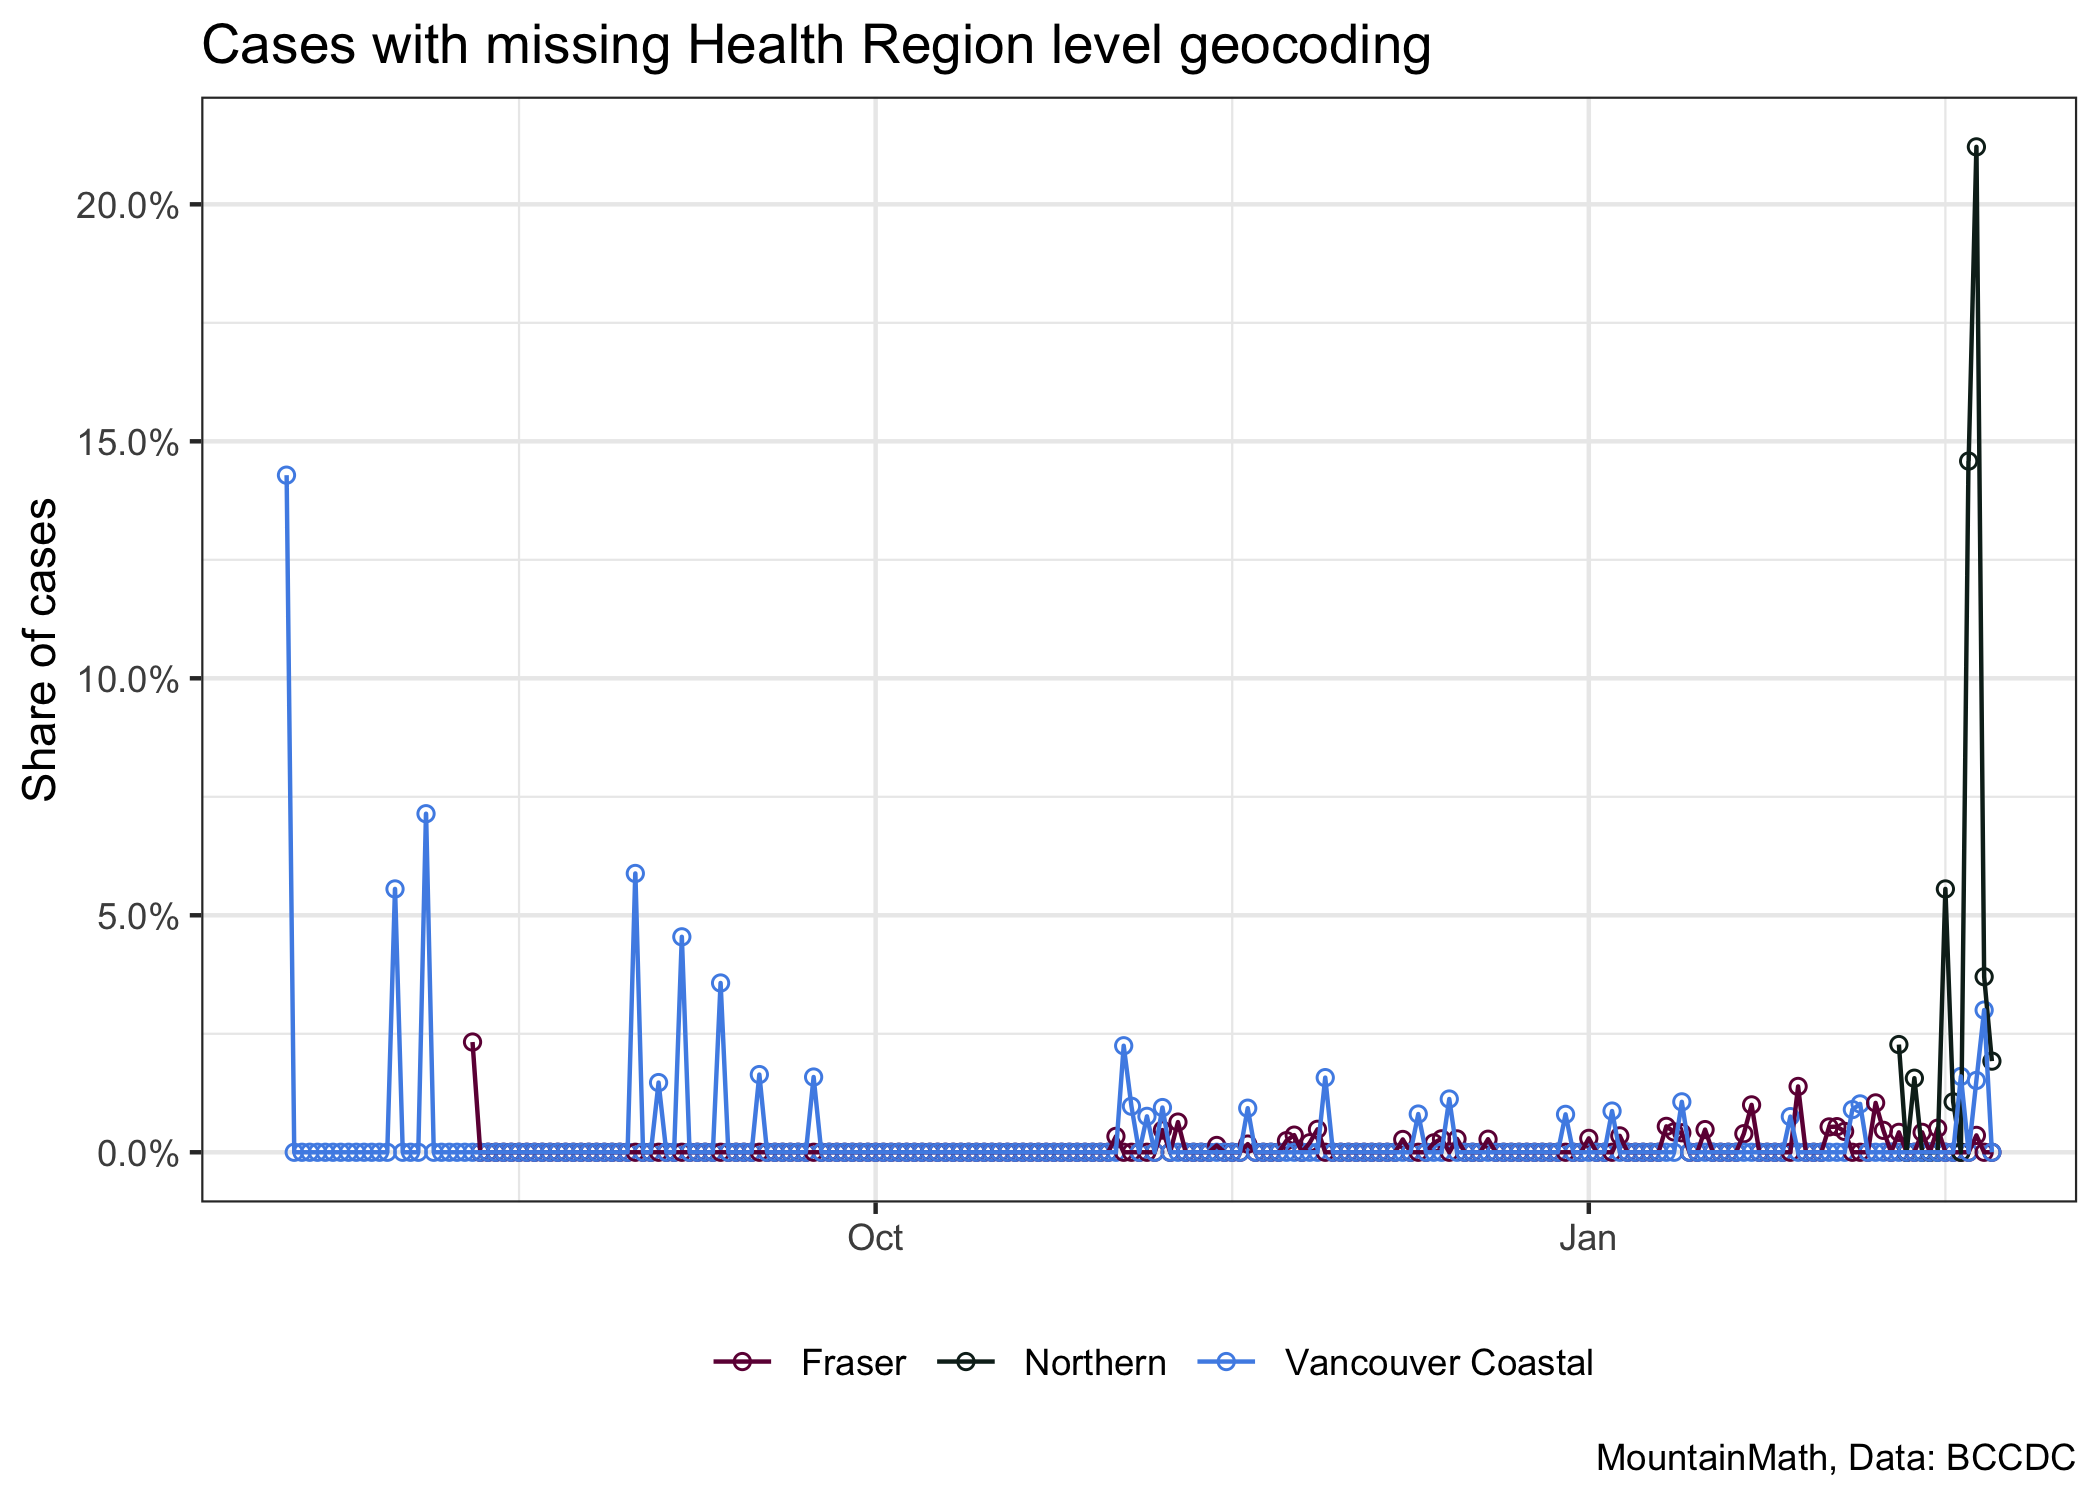 Cases with missing Health Region level geocoding
Share of cases
20.0%
15.0%
10.0%
5.0%
0.0%
Oct Jan
Fraser Northern Vancouver Coastal
MountainMath, Data: BCCDC